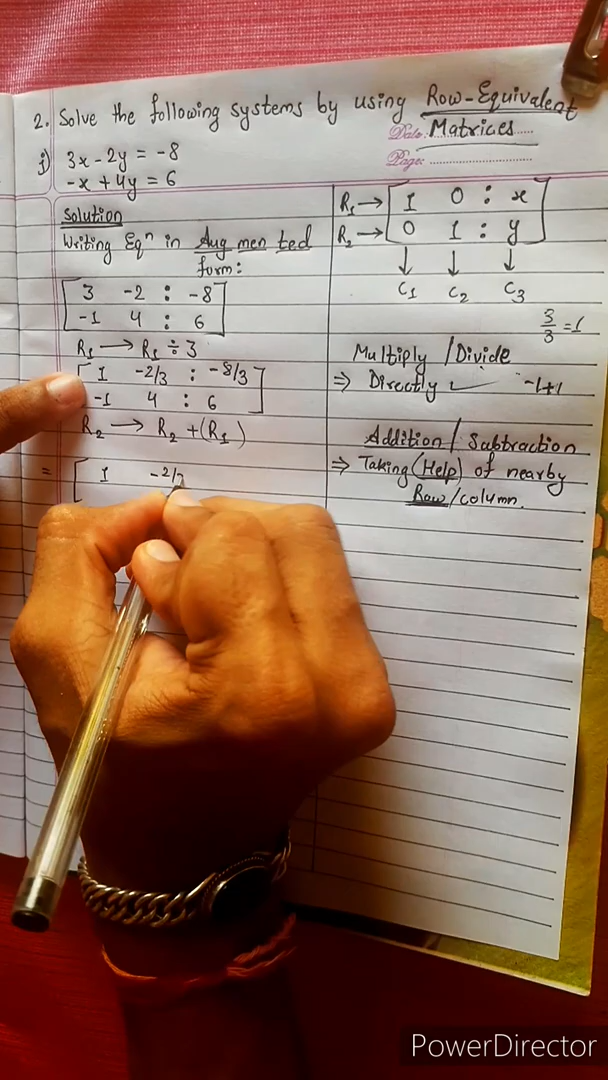 2. Solve the following systems by using Row-Equivalent
Date: Matrices
Page:
i) 3x - 2y = -8
-x + 4y = 6
Solution
Writing Eqⁿ in Augmented
form:
[ 3 -2 : -8 ]
[ -1 4 : 6 ]
R₁ → R₁ ÷ 3
[ 1 -2/3 : -8/3 ]
[ -1 4 : 6 ]
R₂ → R₂ + (R₁)
= [ 1 -2/3
R₁ → [ 1 0 : x ]
R₂ → [ 0 1 : y ]
↓ ↓ ↓
C₁ C₂ C₃
3/3 = 1
Multiply / Divide
⇒ Directly ✓ -1+1
Addition / Subtraction
⇒ Taking (Help) of nearby
Row/column.
PowerDirector